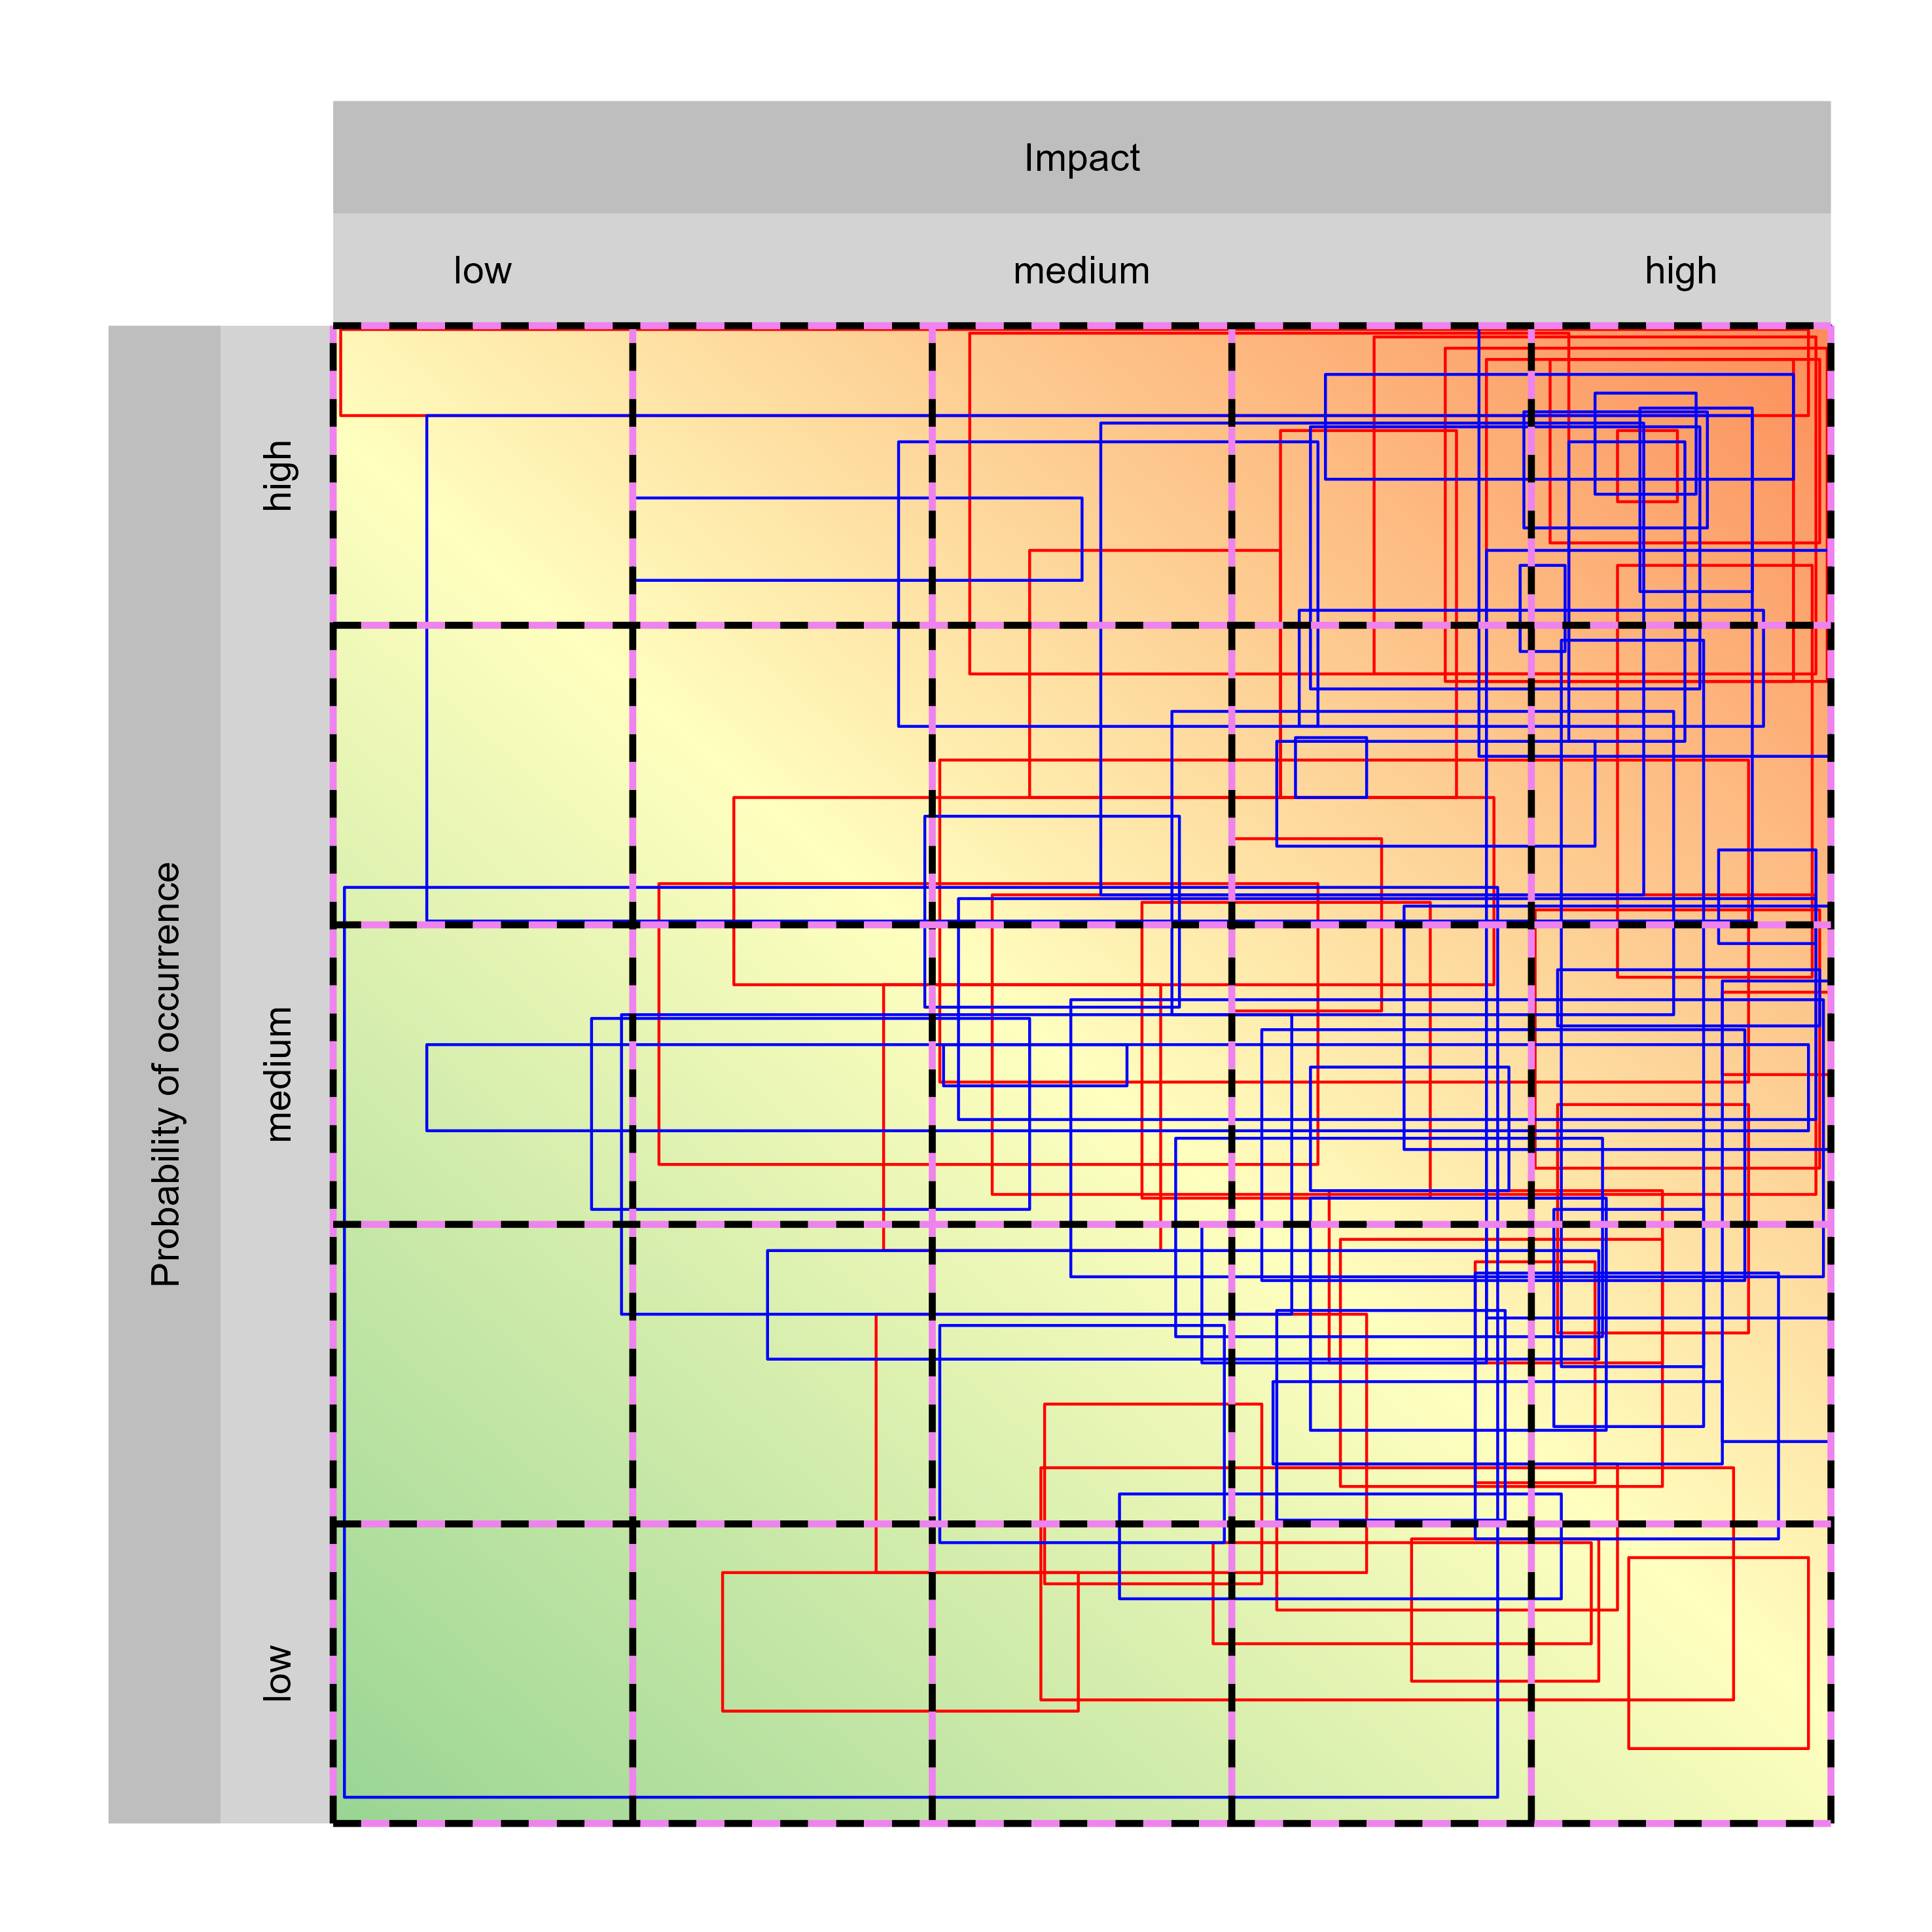 Impact
low
medium
high
Probability of occurrence
high
medium
low